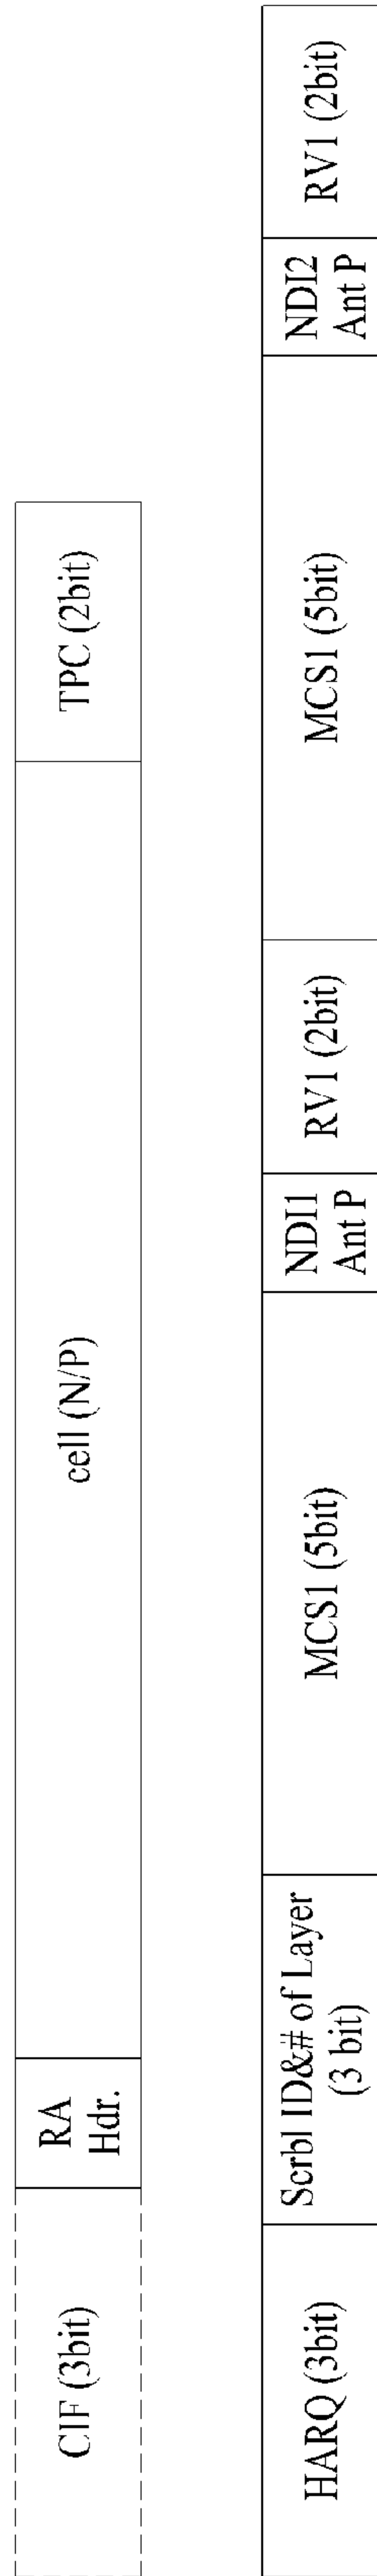 CIF (3bit)
RA
Hdr.
cell (N/P)
TPC (2bit)
HARQ (3bit)
Scrbl ID&# of Layer
(3 bit)
MCS1 (5bit)
NDI1
Ant P
RV1 (2bit)
MCS1 (5bit)
NDI2
Ant P
RV1 (2bit)